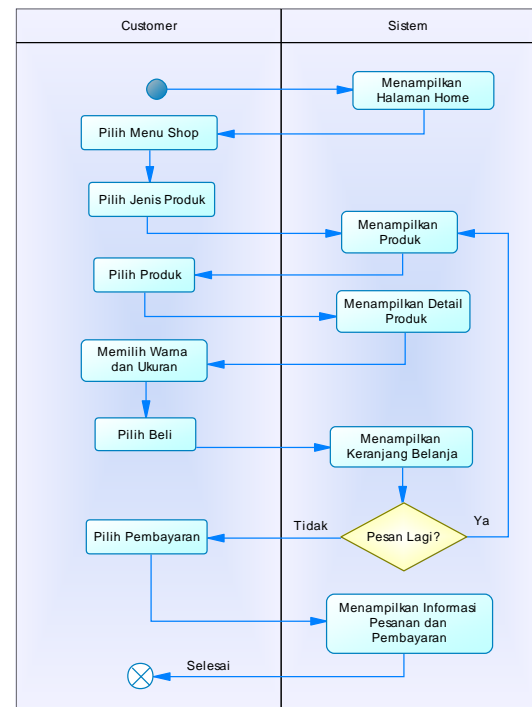 Customer
Sistem
Menampilkan
Halaman Home
Pilih Menu Shop
Pilih Jenis Produk
Menampilkan
Produk
Pilih Produk
Menampilkan Detail
Produk
Memilih Warna
dan Ukuran
Pilih Beli
Menampilkan
Keranjang Belanja
Pesan Lagi?
Ya
Tidak
Pilih Pembayaran
Menampilkan Informasi
Pesanan dan
Pembayaran
Selesai